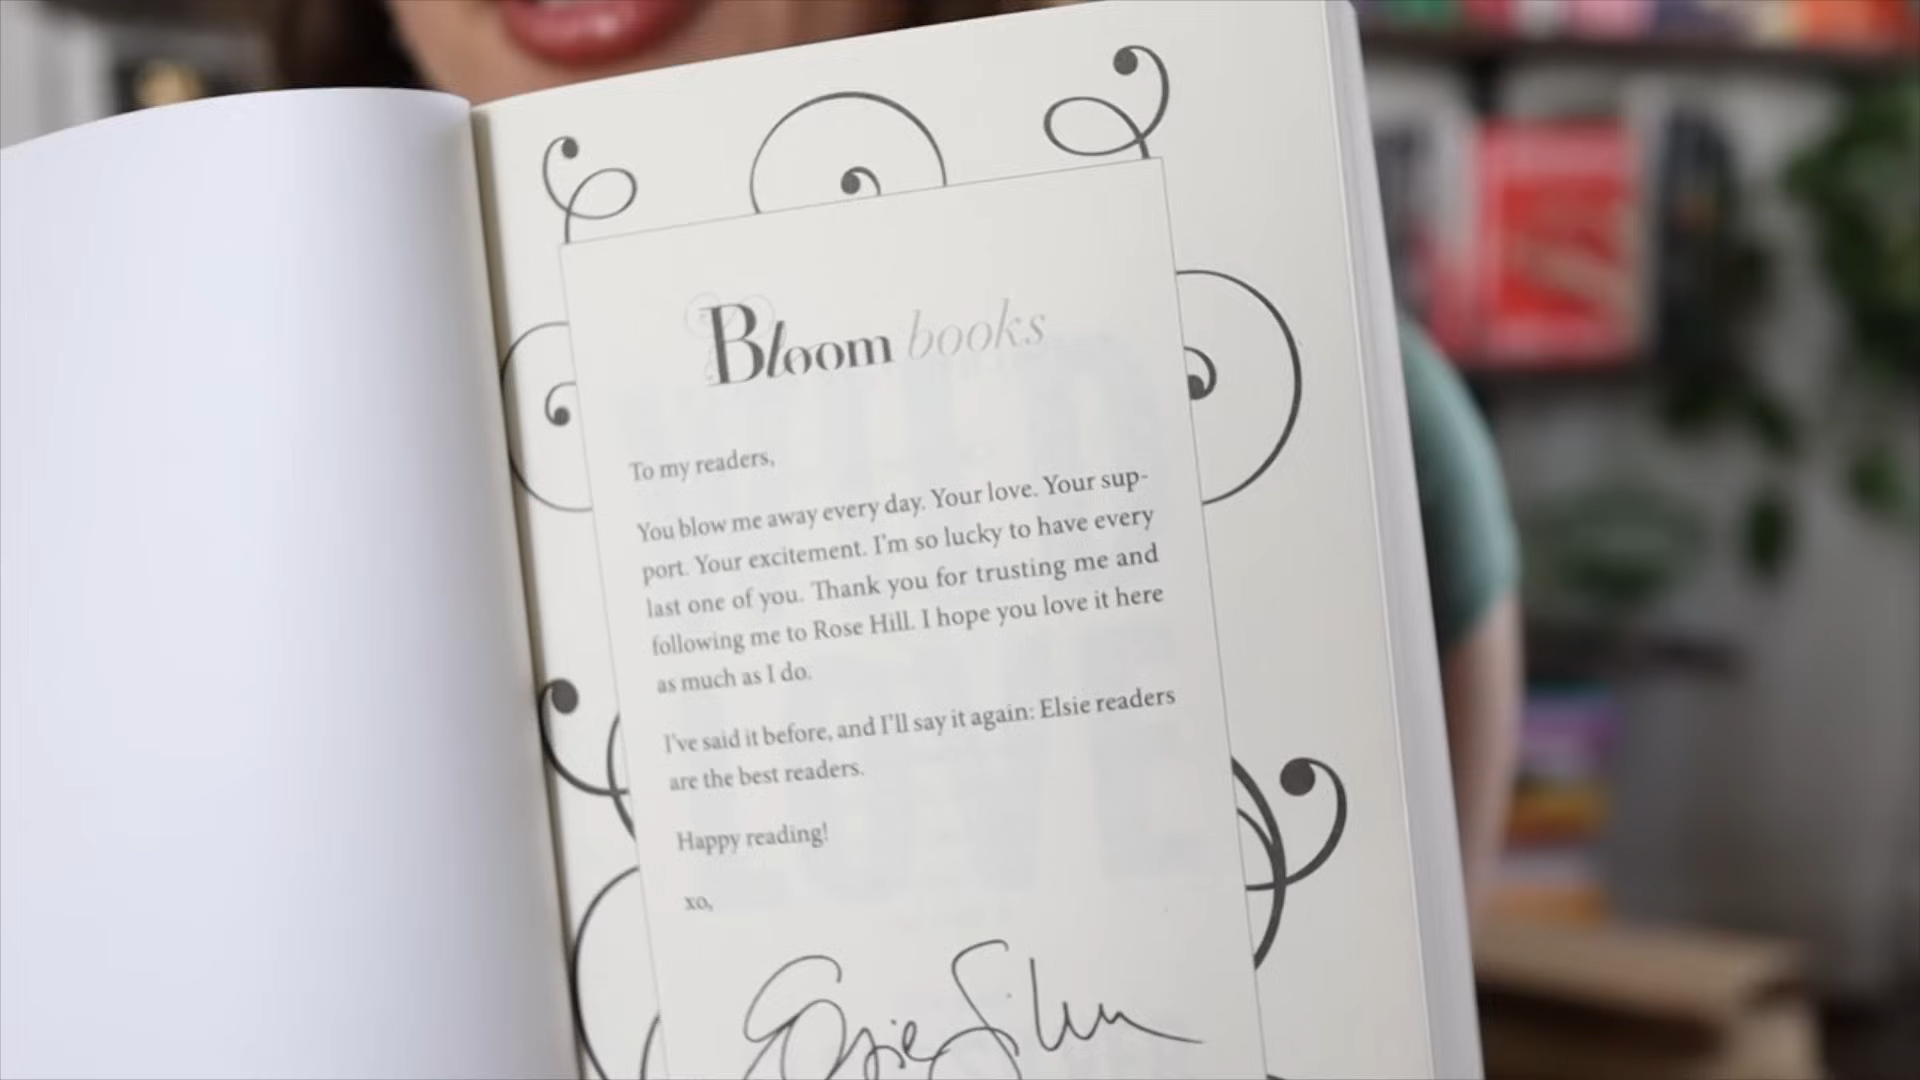 Bloom books
To my readers,
You blow me away every day. Your love. Your sup-
port. Your excitement. I'm so lucky to have every
last one of you. Thank you for trusting me and
following me to Rose Hill. I hope you love it here
as much as I do.
I've said it before, and I'll say it again: Elsie readers
are the best readers.
Happy reading!
xo,
Elsie Silver